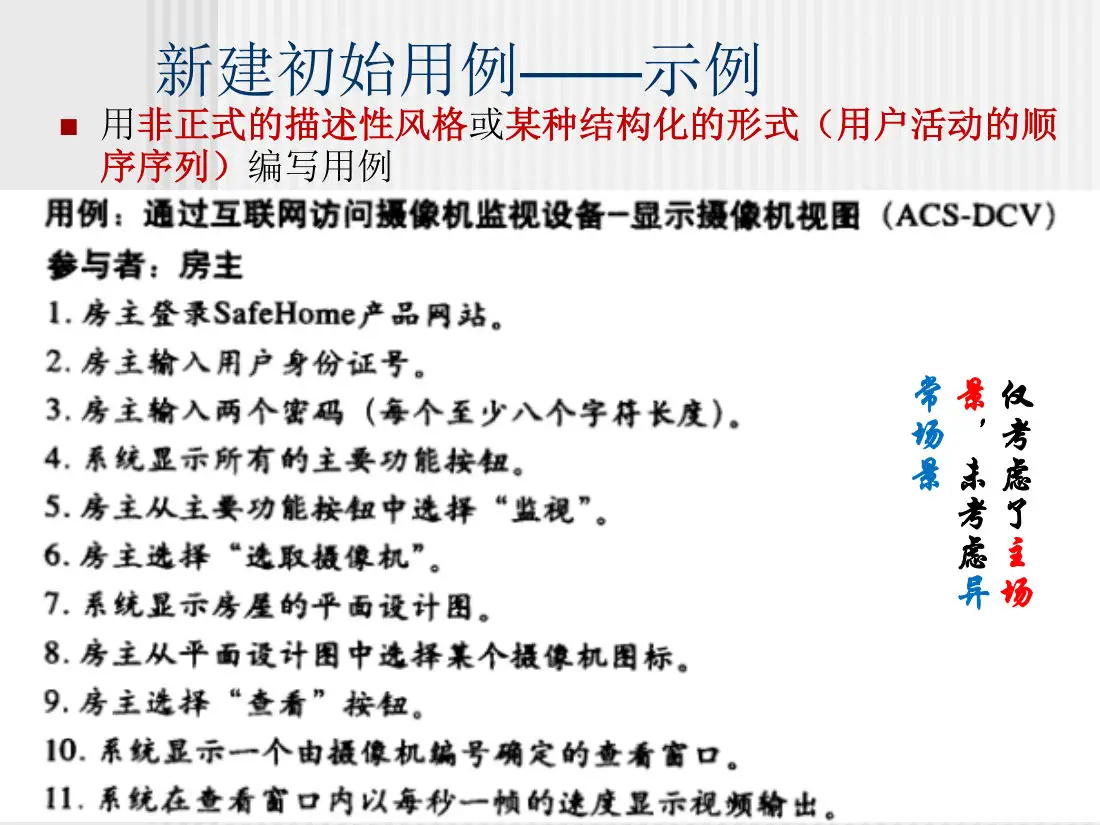 新建初始用例——示例
■ 用非正式的描述性风格或某种结构化的形式（用户活动的顺
序序列）编写用例
用例：通过互联网访问摄像机监视设备–显示摄像机视图（ACS-DCV）
参与者：房主
1. 房主登录SafeHome产品网站。
2. 房主输入用户身份证号。
3. 房主输入两个密码（每个至少八个字符长度）。
4. 系统显示所有的主要功能按钮。
5. 房主从主要功能按钮中选择“监视”。
6. 房主选择“选取摄像机”。
7. 系统显示房屋的平面设计图。
8. 房主从平面设计图中选择某个摄像机图标。
9. 房主选择“查看”按钮。
10. 系统显示一个由摄像机编号确定的查看窗口。
11. 系统在查看窗口内以每秒一帧的速度显示视频输出。
仅考虑了主场
景，未考虑异
常场景